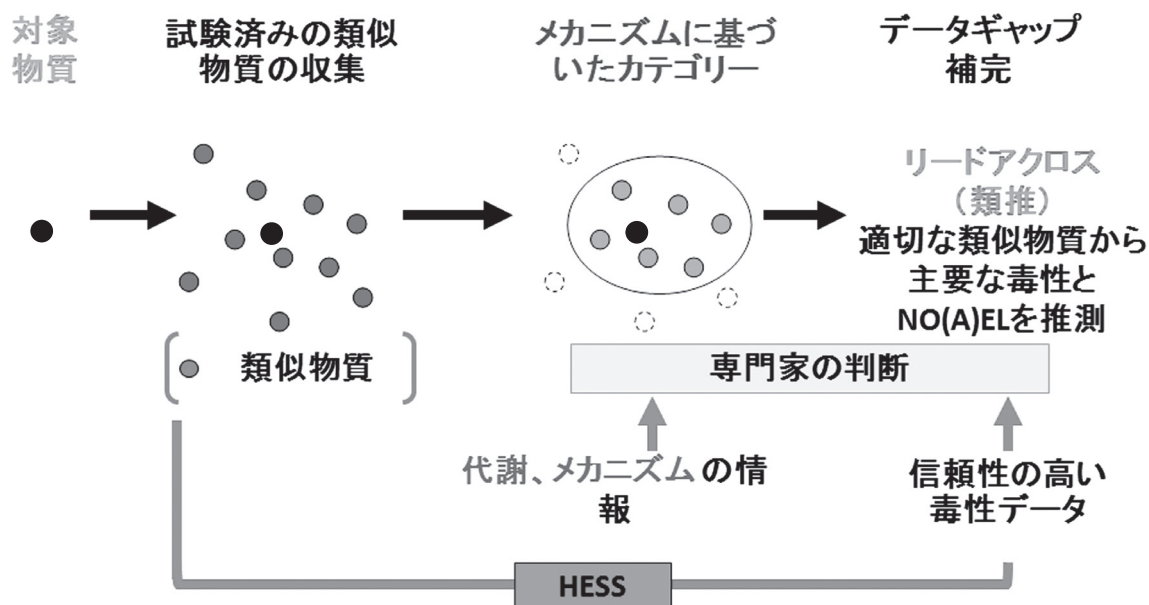 対象
物質
試験済みの類似
物質の収集
メカニズムに基づ
いたカテゴリー
データギャップ
補完
リードアクロス
（類推）
適切な類似物質から
主要な毒性と
NO(A)ELを推測
類似物質
専門家の判断
代謝、メカニズムの情
報
信頼性の高い
毒性データ
HESS